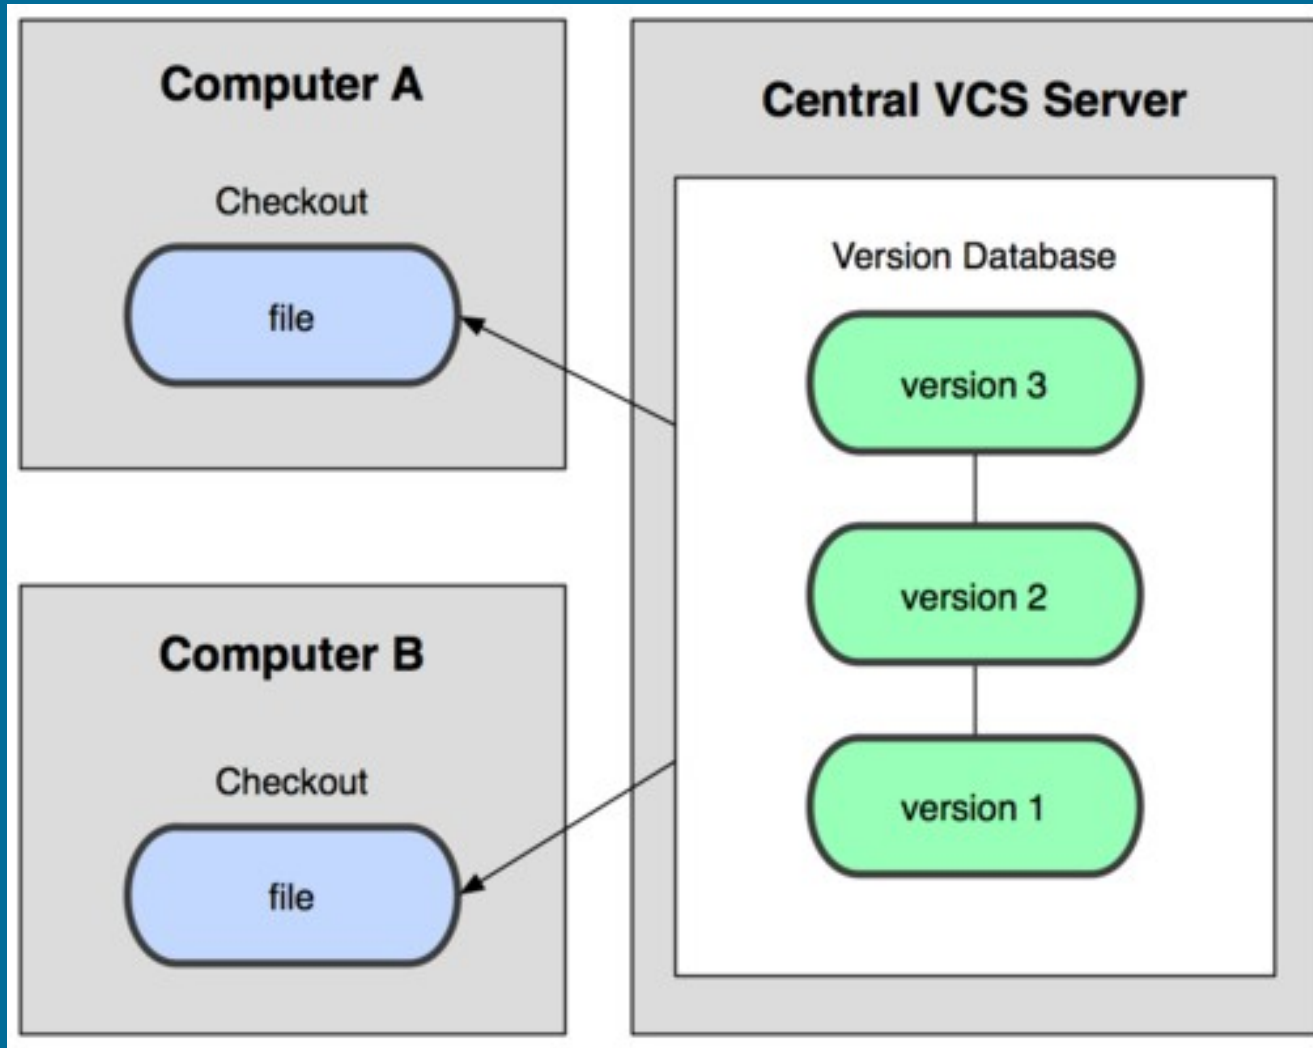 Computer A
Checkout
file
Computer B
Checkout
file
Central VCS Server
Version Database
version 3
version 2
version 1